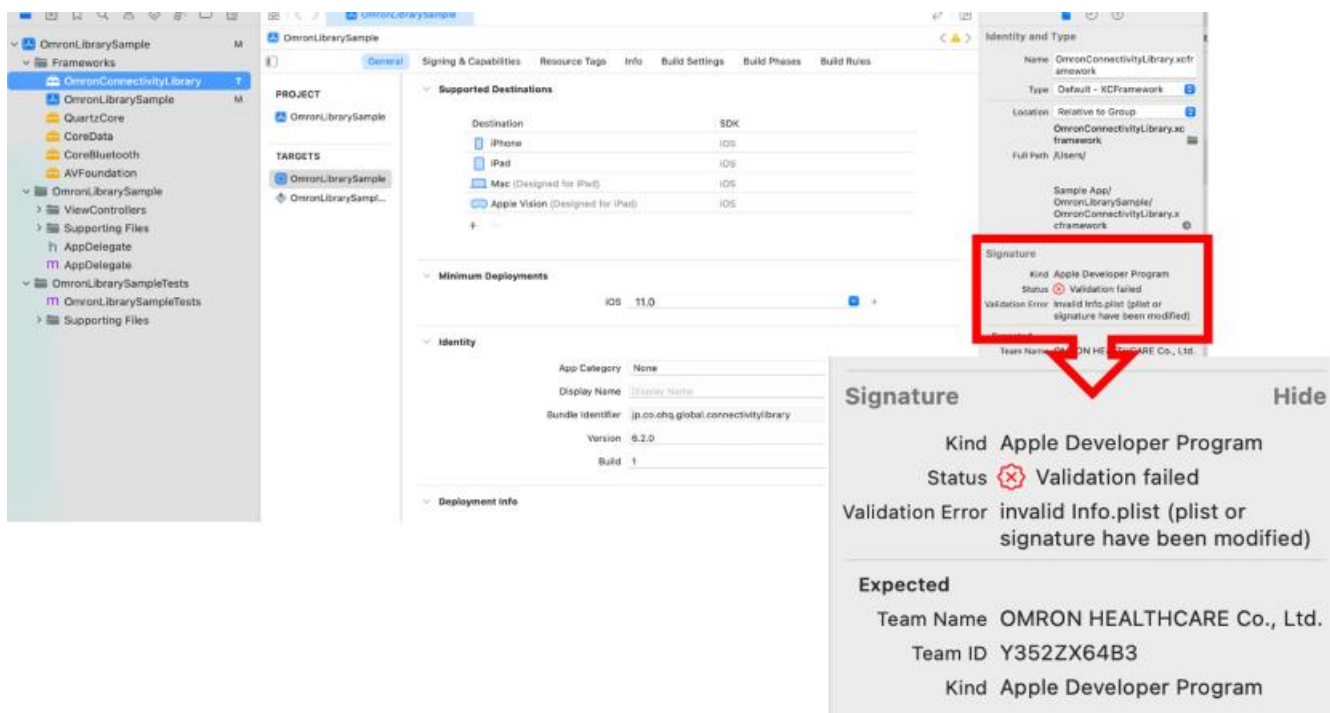 OmronLibrarySample
OmronLibrarySample M
Frameworks
OmronConnectivityLibrary ?
OmronLibrarySample M
QuartzCore
CoreData
CoreBluetooth
AVFoundation
OmronLibrarySample
ViewControllers
Supporting Files
h AppDelegate
m AppDelegate
OmronLibrarySampleTests
m OmronLibrarySampleTests
Supporting Files
OmronLibrarySample
General Signing & Capabilities Resource Tags Info Build Settings Build Phases Build Rules
PROJECT
OmronLibrarySample
TARGETS
OmronLibrarySample
OmronLibrarySampl...
Supported Destinations
Destination SDK
iPhone iOS
iPad iOS
Mac (Designed for iPad) iOS
Apple Vision (Designed for iPad) iOS
Minimum Deployments
iOS 11.0
Identity
App Category None
Display Name Display Name
Bundle Identifier jp.co.ohq.global.connectivitylibrary
Version 6.2.0
Build 1
Deployment Info
Identity and Type
Name OmronConnectivityLibrary.xcfr
amework
Type Default - XCFramework
Location Relative to Group
OmronConnectivityLibrary.xc
framework
Full Path /Users/
Sample App/
OmronLibrarySample/
OmronConnectivityLibrary.x
cframework
Signature
Kind Apple Developer Program
Status Validation failed
Validation Error invalid Info.plist (plist or
signature have been modified)
Team Name
Signature Hide
Kind Apple Developer Program
Status Validation failed
Validation Error invalid Info.plist (plist or
signature have been modified)
Expected
Team Name OMRON HEALTHCARE Co., Ltd.
Team ID Y352ZX64B3
Kind Apple Developer Program